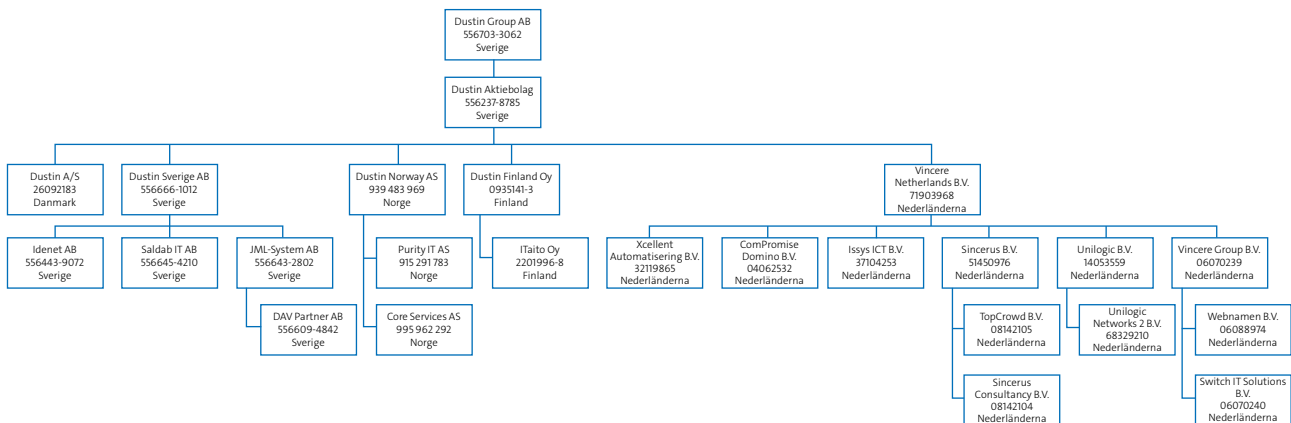 Dustin Group AB
556703-3062
Sverige
Dustin Aktiebolag
556237-8785
Sverige
Dustin A/S
26092183
Danmark
Dustin Sverige AB
556666-1012
Sverige
Dustin Norway AS
939 483 969
Norge
Dustin Finland Oy
0935141-3
Finland
Vincere
Netherlands B.V.
71903968
Nederländerna
Idenet AB
556443-9072
Sverige
Saldab IT AB
556645-4210
Sverige
JML-System AB
556643-2802
Sverige
Purity IT AS
915 291 783
Norge
ITaito Oy
2201996-8
Finland
Xcellent
Automatisering B.V.
32119865
Nederländerna
ComPromise
Domino B.V.
04062532
Nederländerna
Issys ICT B.V.
37104253
Nederländerna
Sincerus B.V.
51450976
Nederländerna
Unilogic B.V.
14053559
Nederländerna
Vincere Group B.V.
06070239
Nederländerna
DAV Partner AB
556609-4842
Sverige
Core Services AS
995 962 292
Norge
TopCrowd B.V.
08142105
Nederländerna
Unilogic
Networks 2 B.V.
68329210
Nederländerna
Webnamen B.V.
06088974
Nederländerna
Sincerus
Consultancy B.V.
08142104
Nederländerna
Switch IT Solutions
B.V.
06070240
Nederländerna